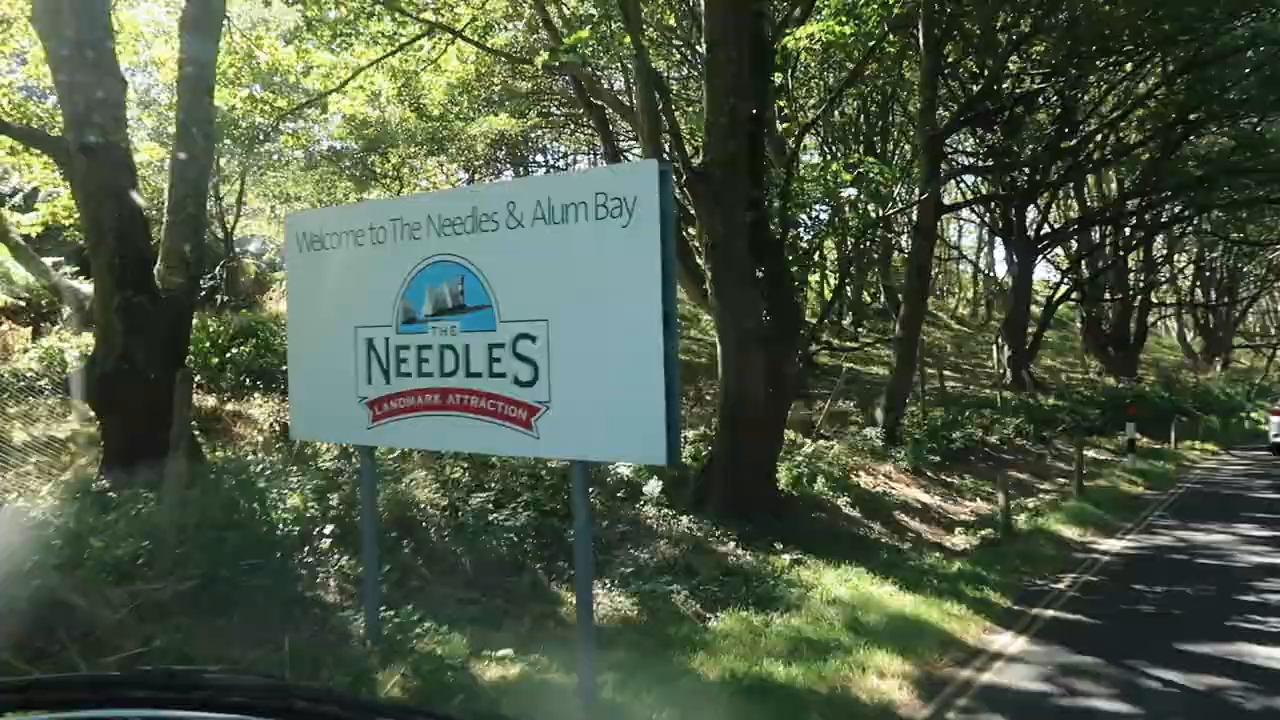 Welcome to The Needles & Alum Bay
THE
NEEDLES
LANDMARK ATTRACTION